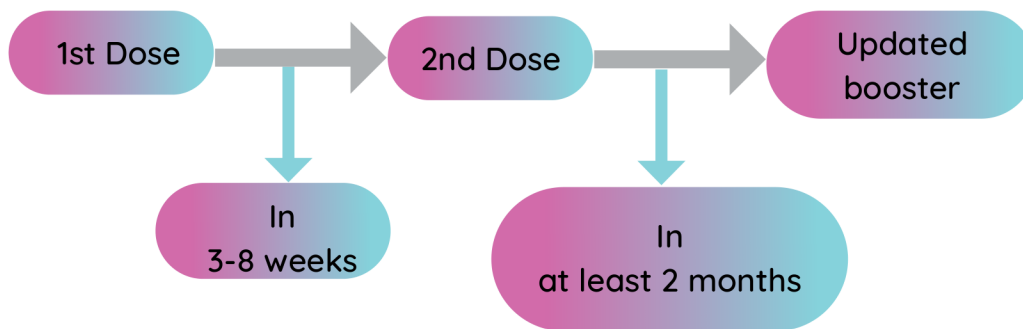 1st Dose
2nd Dose
Updated
booster
In
3-8 weeks
In
at least 2 months